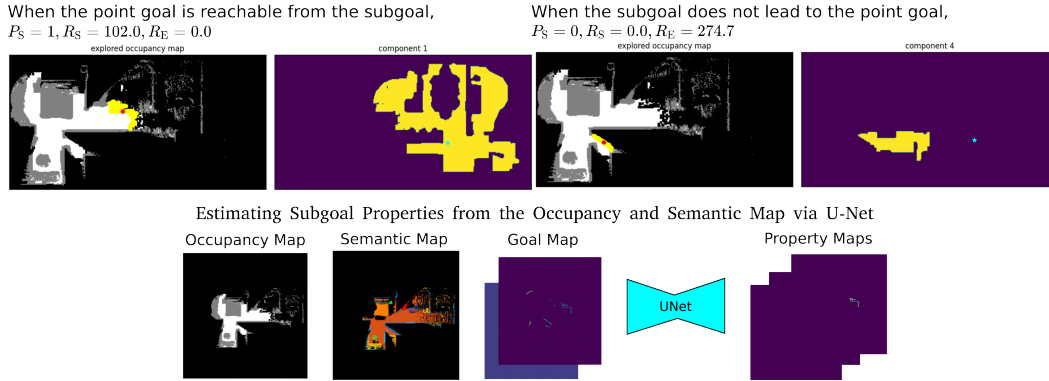 When the point goal is reachable from the subgoal,
P_S = 1, R_S = 102.0, R_E = 0.0
explored occupancy map
component 1
When the subgoal does not lead to the point goal,
P_S = 0, R_S = 0.0, R_E = 274.7
explored occupancy map
component 4
Estimating Subgoal Properties from the Occupancy and Semantic Map via U-Net
Occupancy Map
Semantic Map
Goal Map
Property Maps
UNet